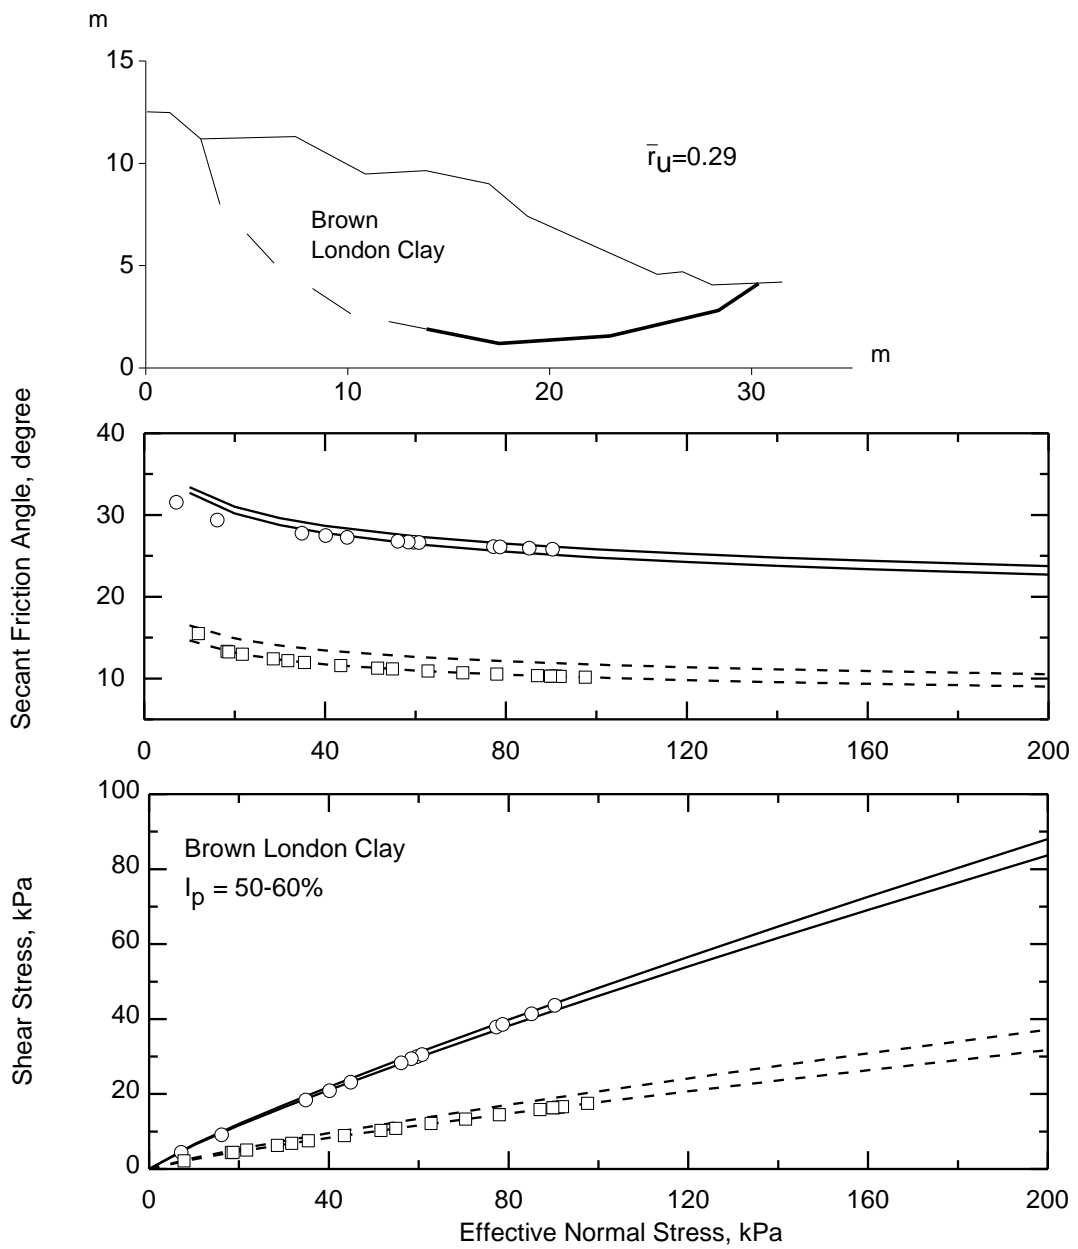 m
15
10
5
0
r̄u=0.29
Brown
London Clay
m
0 10 20 30
Secant Friction Angle, degree
40
30
20
10
0 40 80 120 160 200
Shear Stress, kPa
100
80
60
40
20
0
Brown London Clay
Ip = 50-60%
0 40 80 120 160 200
Effective Normal Stress, kPa